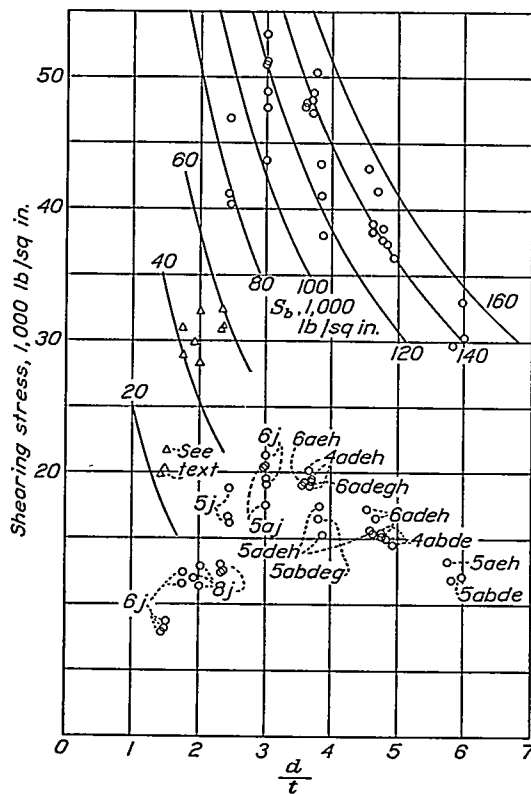 Shearing stress, 1,000 lb/sq in.
50
40
30
20
10
0
60
40
20
80
100
S_b, 1,000
lb/sq in.
120
140
160
See
text
6j
6aeh
4adeh
6adegh
5j
5aj
5adeh
5abdeg
6adeh
4abde
5aeh
5abde
6j
8j
0 1 2 3 4 5 6 7
d/t